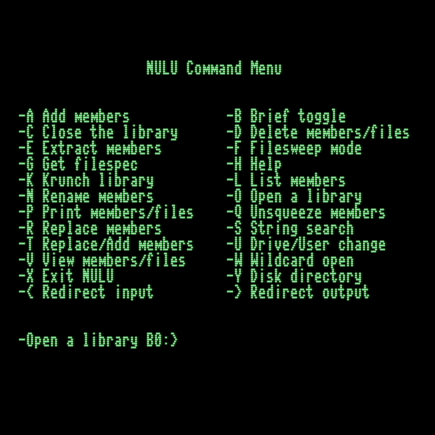 NULU Command Menu
-A Add members -B Brief toggle
-C Close the library -D Delete members/files
-E Extract members -F Filesweep mode
-G Get filespec -H Help
-K Krunch library -L List members
-N Rename members -O Open a library
-P Print members/files -Q Unsqueeze members
-R Replace members -S String search
-T Replace/Add members -U Drive/User change
-V View members/files -W Wildcard open
-X Exit NULU -Y Disk directory
-< Redirect input -> Redirect output
-Open a library B0:>